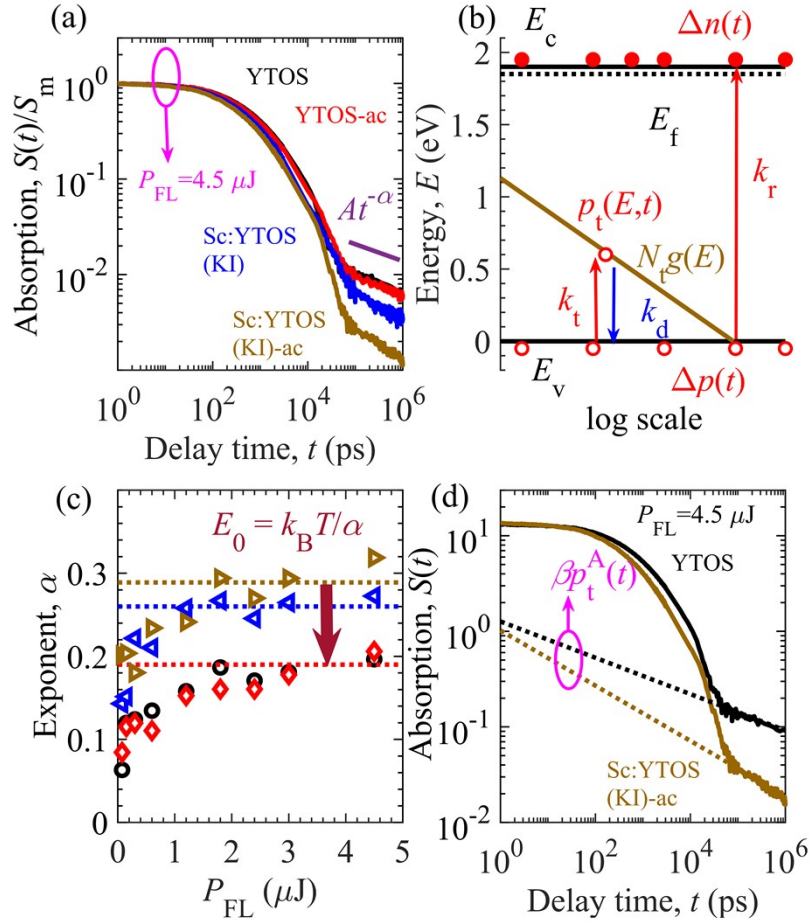 (a)
Absorption, S(t)/S_m
10^0
10^-1
10^-2
YTOS
YTOS-ac
P_FL=4.5 μJ
At^-α
Sc:YTOS
(KI)
Sc:YTOS
(KI)-ac
10^0 10^2 10^4 10^6
Delay time, t (ps)
(b)
Energy, E (eV)
2
1.5
1
0.5
0
E_c
Δn(t)
E_f
k_r
p_t(E,t)
N_t g(E)
k_t
k_d
E_v
Δp(t)
log scale
(c)
Exponent, α
0.3
0.2
0.1
0
E_0 = k_B T/α
0 1 2 3 4 5
P_FL (μJ)
(d)
Absorption, S(t)
10^1
10^0
10^-1
10^-2
P_FL=4.5 μJ
YTOS
βp_t^A(t)
Sc:YTOS
(KI)-ac
10^0 10^2 10^4 10^6
Delay time, t (ps)